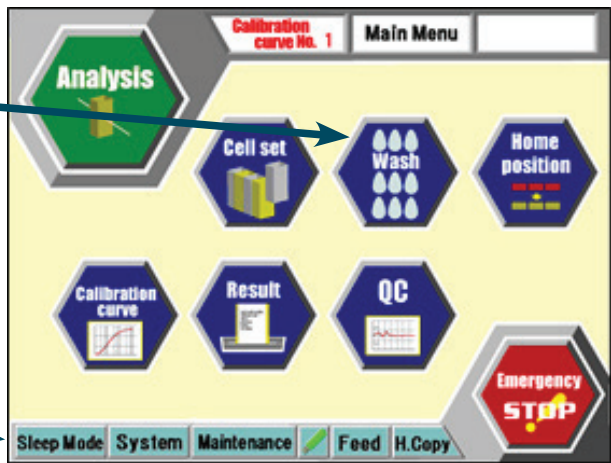 Calibration
curve No. 1
Main Menu
Analysis
Cell set
Wash
Home
position
Calibration
curve
Result
QC
Emergency
STOP
Sleep Mode
System
Maintenance
Feed
H.Copy